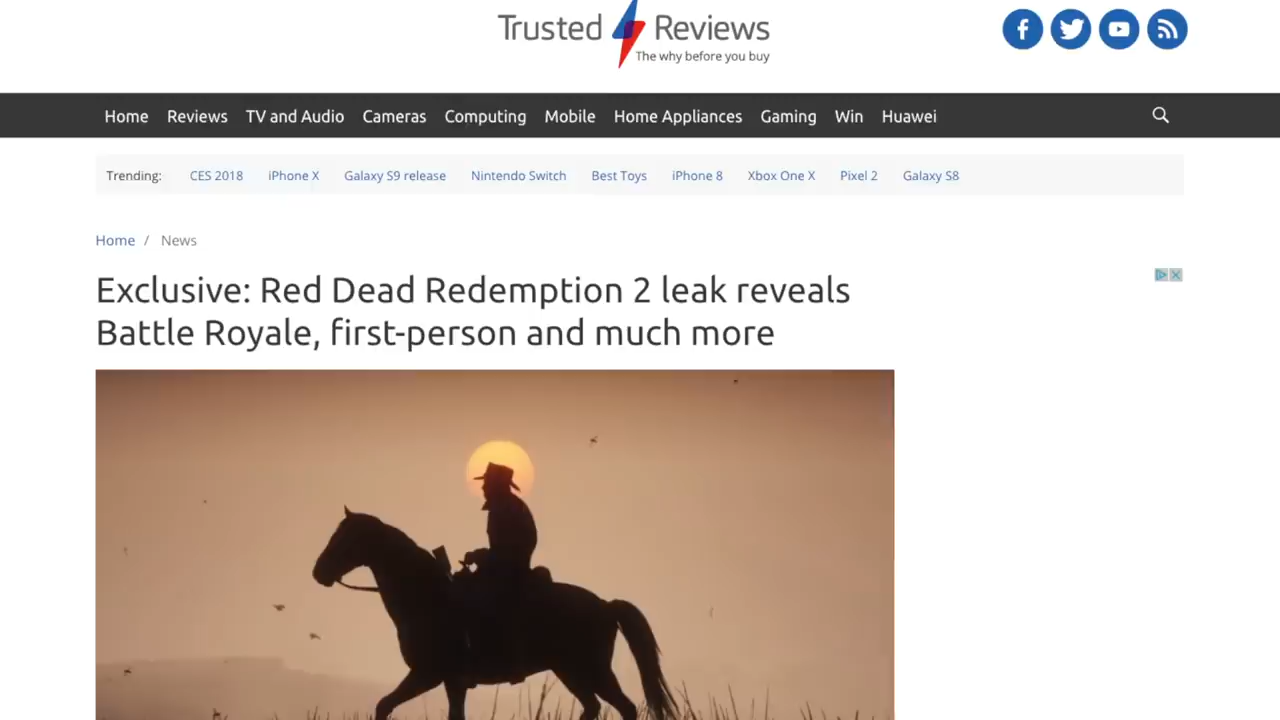 Trusted Reviews
The why before you buy
Home Reviews TV and Audio Cameras Computing Mobile Home Appliances Gaming Win Huawei
Trending: CES 2018 iPhone X Galaxy S9 release Nintendo Switch Best Toys iPhone 8 Xbox One X Pixel 2 Galaxy S8
Home / News
Exclusive: Red Dead Redemption 2 leak reveals
Battle Royale, first-person and much more